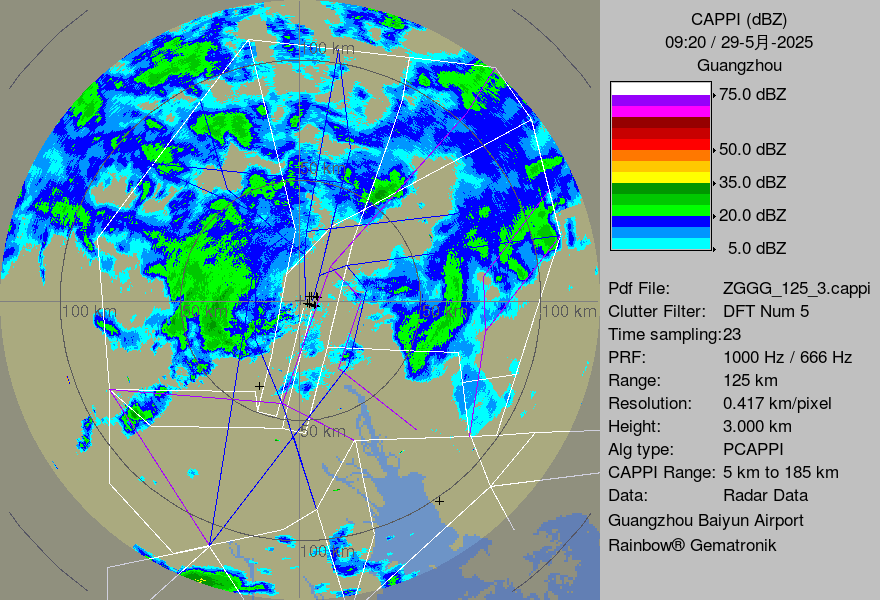 CAPPI (dBZ)
09:20 / 29-5月-2025
Guangzhou
75.0 dBZ
50.0 dBZ
35.0 dBZ
20.0 dBZ
5.0 dBZ
Pdf File: ZGGG_125_3.cappi
Clutter Filter: DFT Num 5
Time sampling:23
PRF: 1000 Hz / 666 Hz
Range: 125 km
Resolution: 0.417 km/pixel
Height: 3.000 km
Alg type: PCAPPI
CAPPI Range: 5 km to 185 km
Data: Radar Data
Guangzhou Baiyun Airport
Rainbow® Gematronik
100 km
50 km
100 km
50 km
50 km
100 km
50 km
100 km